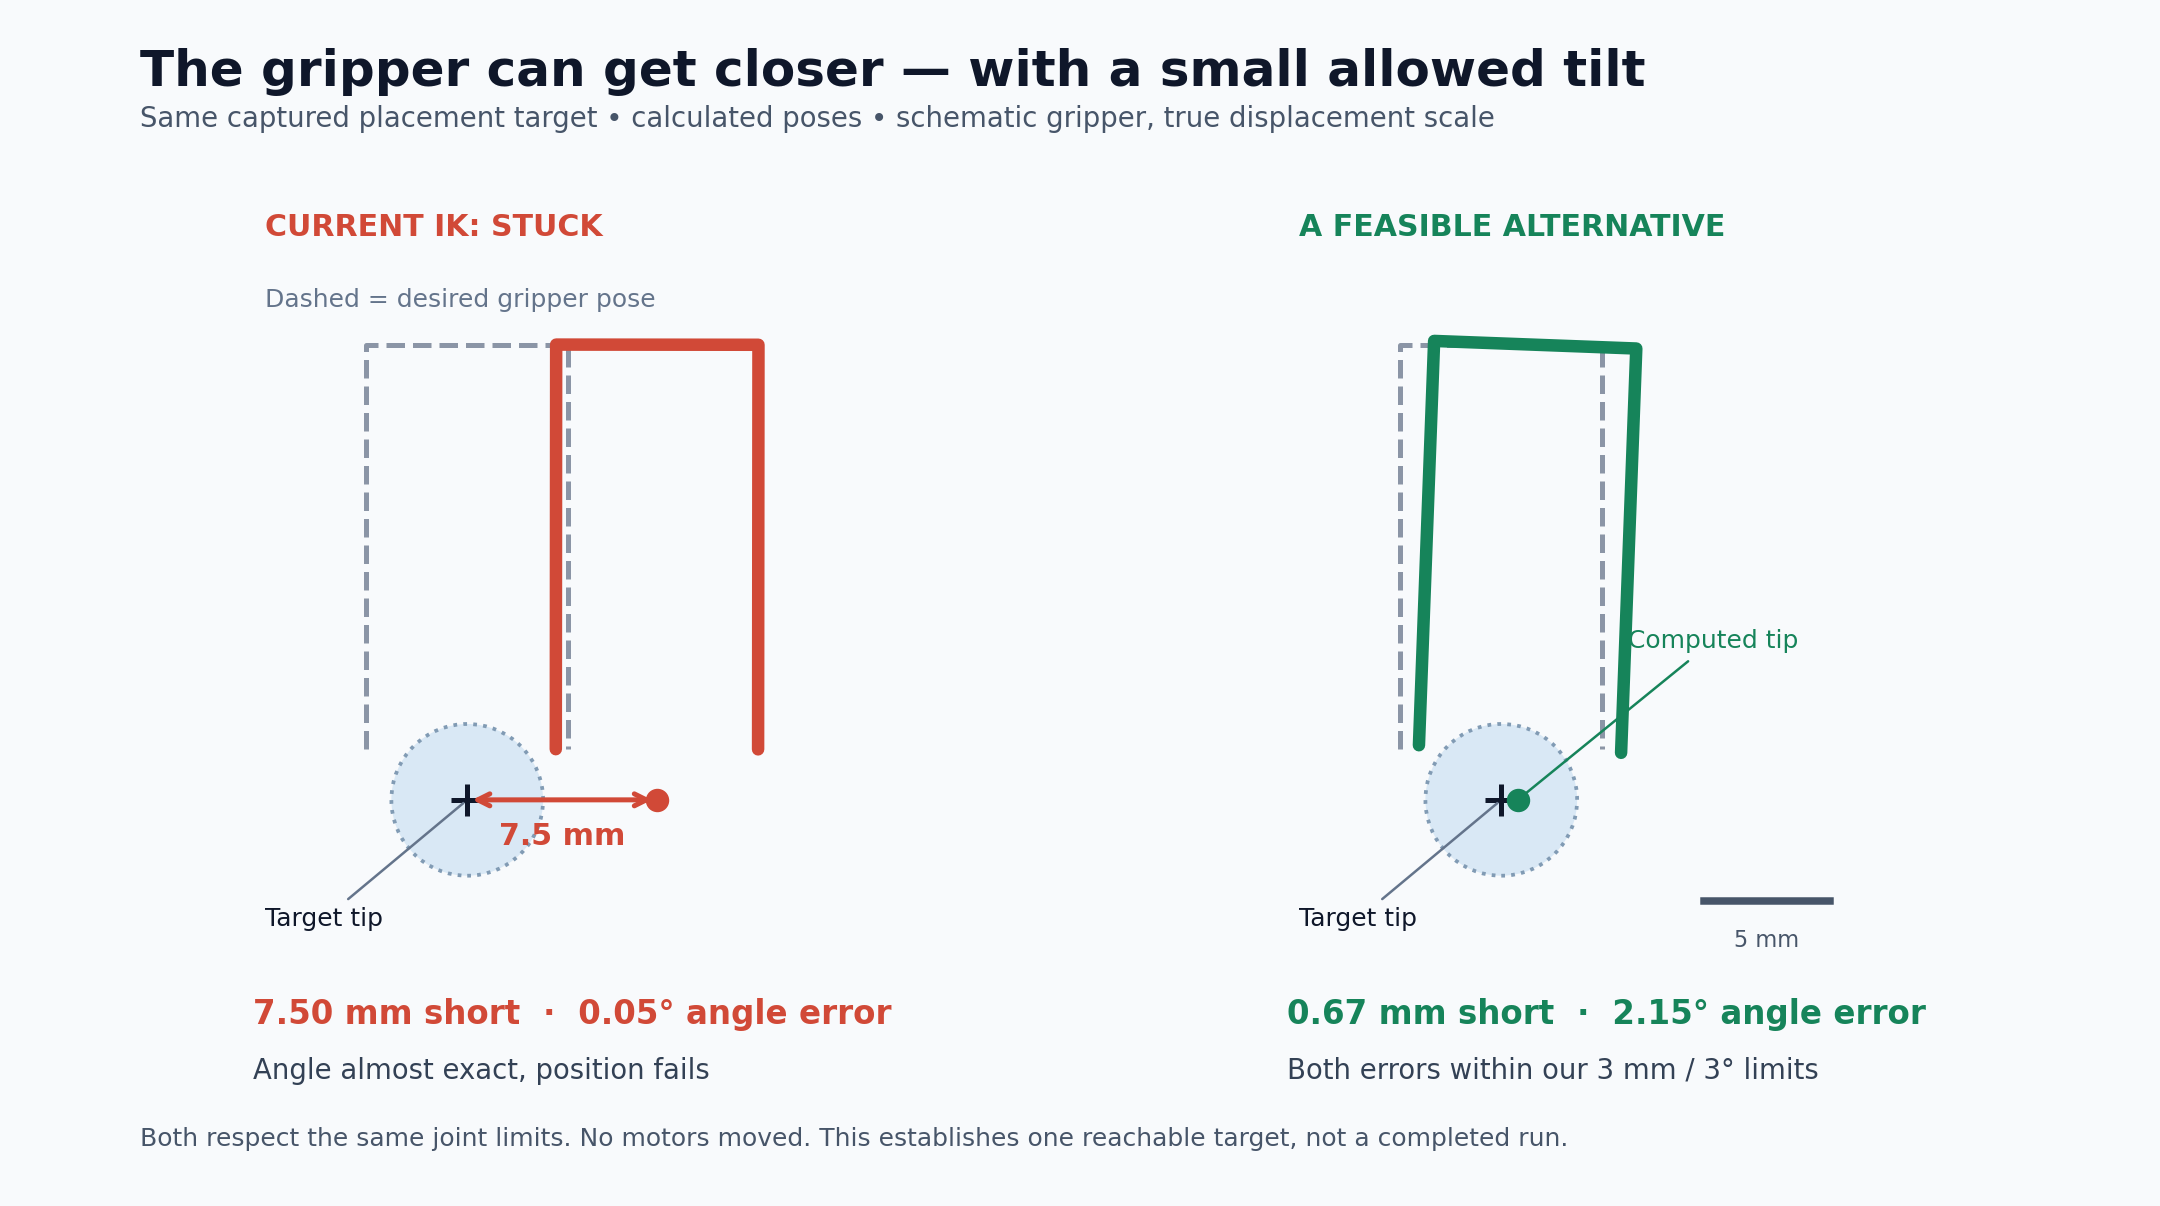 The gripper can get closer — with a small allowed tilt
Same captured placement target • calculated poses • schematic gripper, true displacement scale
CURRENT IK: STUCK
Dashed = desired gripper pose
7.5 mm
Target tip
7.50 mm short · 0.05° angle error
Angle almost exact, position fails
A FEASIBLE ALTERNATIVE
Computed tip
Target tip
5 mm
0.67 mm short · 2.15° angle error
Both errors within our 3 mm / 3° limits
Both respect the same joint limits. No motors moved. This establishes one reachable target, not a completed run.